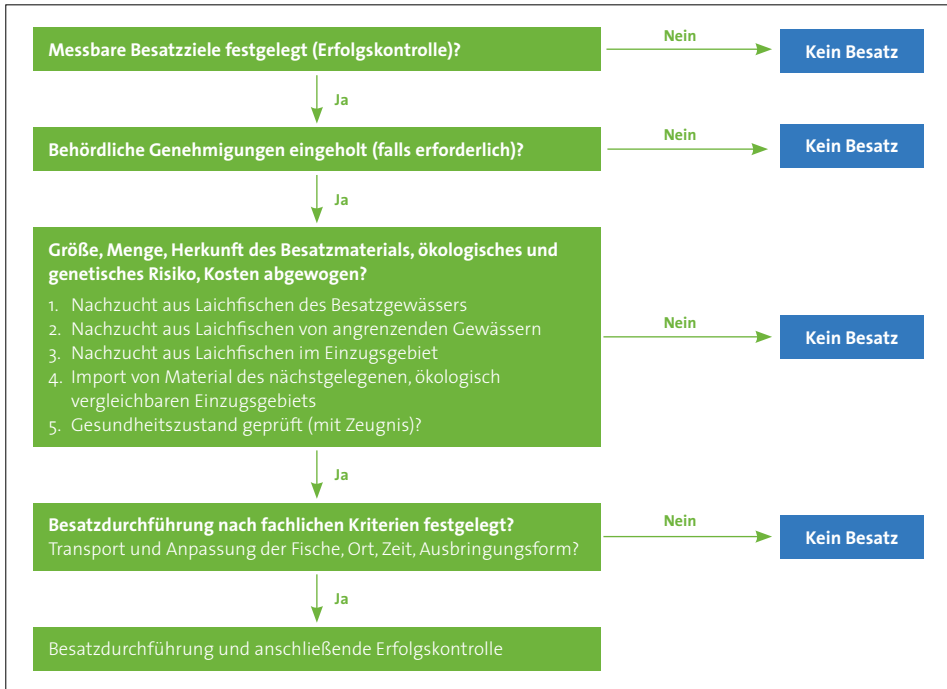 Messbare Besatzziele festgelegt (Erfolgskontrolle)?
Nein
Kein Besatz
Ja
Behördliche Genehmigungen eingeholt (falls erforderlich)?
Nein
Kein Besatz
Ja
Größe, Menge, Herkunft des Besatzmaterials, ökologisches und
genetisches Risiko, Kosten abgewogen?
1. Nachzucht aus Laichfischen des Besatzgewässers
2. Nachzucht aus Laichfischen von angrenzenden Gewässern
3. Nachzucht aus Laichfischen im Einzugsgebiet
4. Import von Material des nächstgelegenen, ökologisch
vergleichbaren Einzugsgebiets
5. Gesundheitszustand geprüft (mit Zeugnis)?
Nein
Kein Besatz
Ja
Besatzdurchführung nach fachlichen Kriterien festgelegt?
Transport und Anpassung der Fische, Ort, Zeit, Ausbringungsform?
Nein
Kein Besatz
Ja
Besatzdurchführung und anschließende Erfolgskontrolle